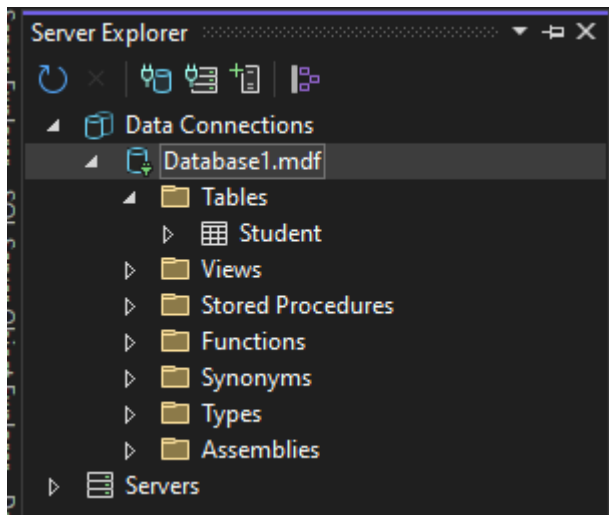 Server Explorer
Data Connections
Database1.mdf
Tables
Student
Views
Stored Procedures
Functions
Synonyms
Types
Assemblies
Servers